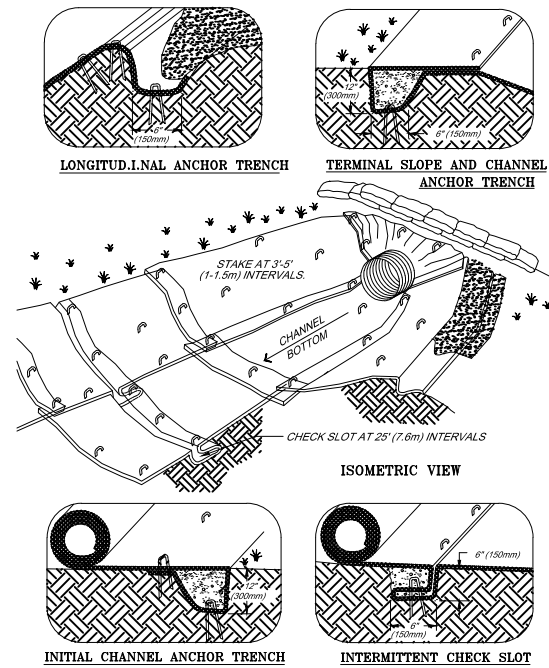 6"
(150mm)
LONGITUD.I.NAL ANCHOR TRENCH
12"
(300mm)
6" (150mm)
TERMINAL SLOPE AND CHANNEL
ANCHOR TRENCH
STAKE AT 3'-5'
(1-1.5m) INTERVALS.
CHANNEL
BOTTOM
CHECK SLOT AT 25' (7.6m) INTERVALS
ISOMETRIC VIEW
12"
(300mm)
INITIAL CHANNEL ANCHOR TRENCH
6" (150mm)
6"
(150mm)
INTERMITTENT CHECK SLOT